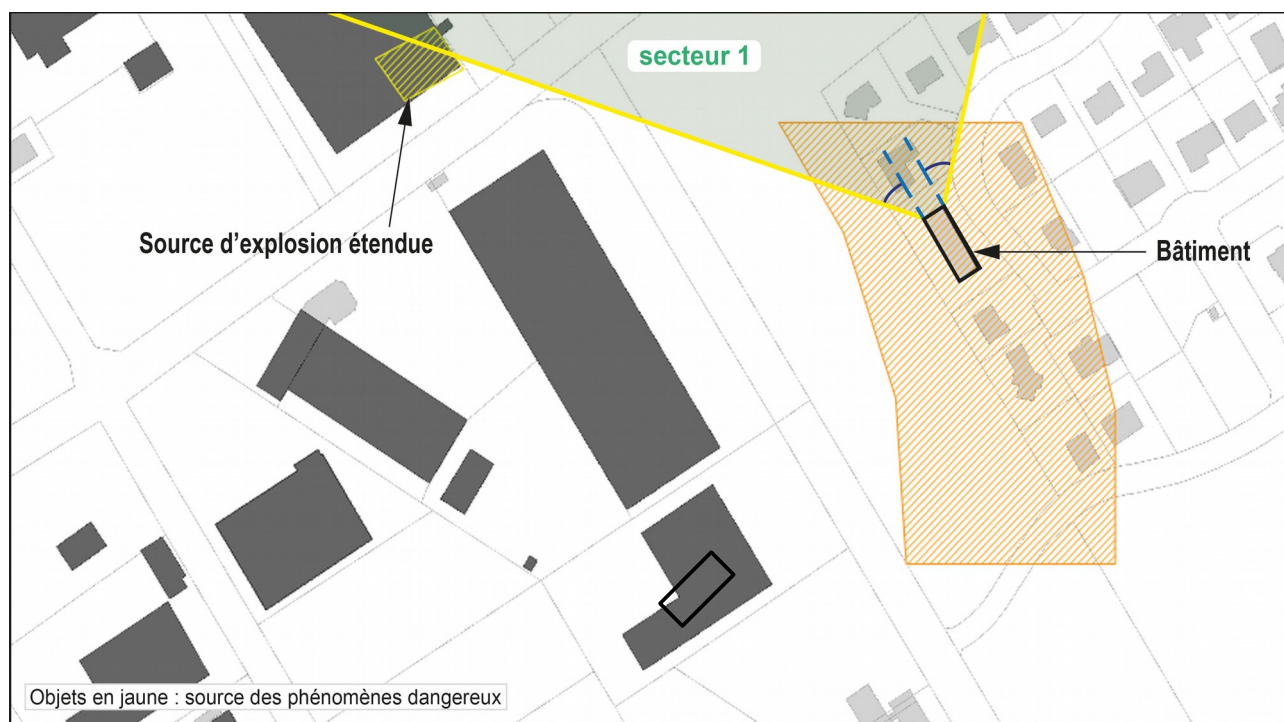 secteur 1
Source d’explosion étendue
Bâtiment
Objets en jaune : source des phénomènes dangereux